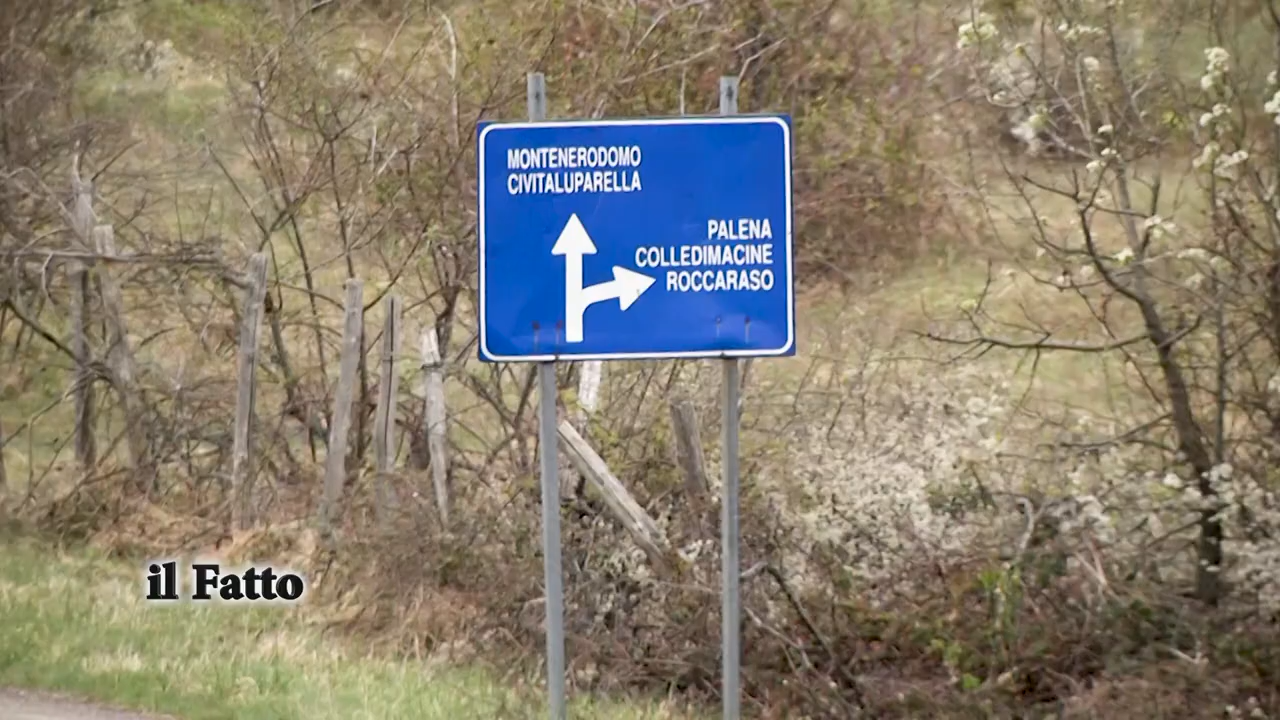 MONTENERODOMO
CIVITALUPARELLA
PALENA
COLLEDIMACINE
ROCCARASO
il Fatto